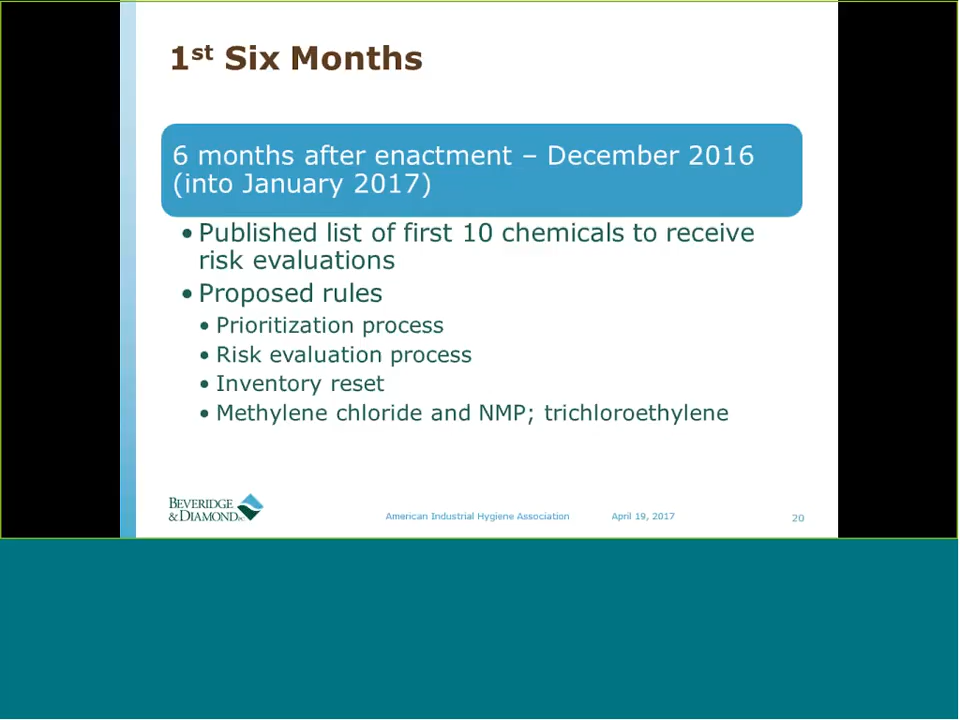 1st Six Months
6 months after enactment – December 2016
(into January 2017)
• Published list of first 10 chemicals to receive
risk evaluations
• Proposed rules
• Prioritization process
• Risk evaluation process
• Inventory reset
• Methylene chloride and NMP; trichloroethylene
BEVERIDGE
& DIAMOND PC
American Industrial Hygiene Association April 19, 2017 20